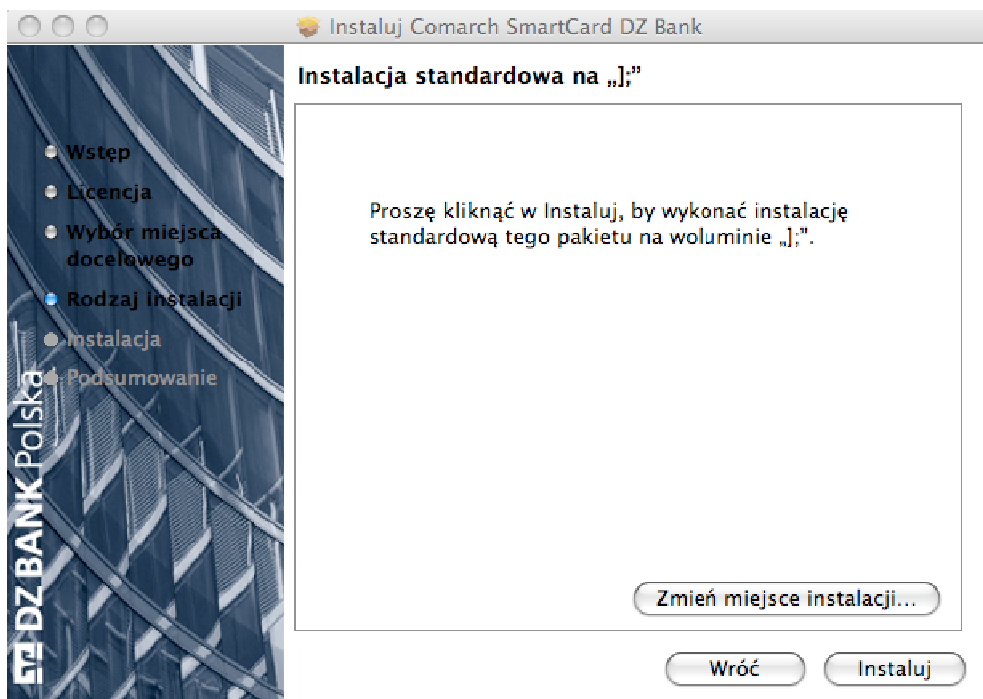 Instaluj Comarch SmartCard DZ Bank
Instalacja standardowa na „];”
Wstęp
Licencja
Wybór miejsca
docelowego
Rodzaj instalacji
Instalacja
Podsumowanie
DZ BANK Polska
Proszę kliknąć w Instaluj, by wykonać instalację
standardową tego pakietu na woluminie „];".
Zmień miejsce instalacji...
Wróć
Instaluj